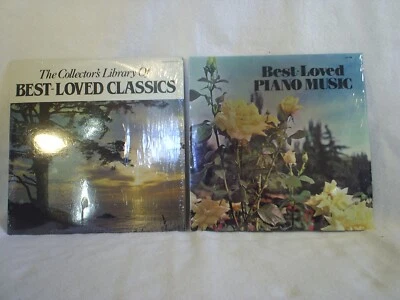 The Collector's Library Of
BEST-LOVED CLASSICS
Best-Loved
PIANO MUSIC